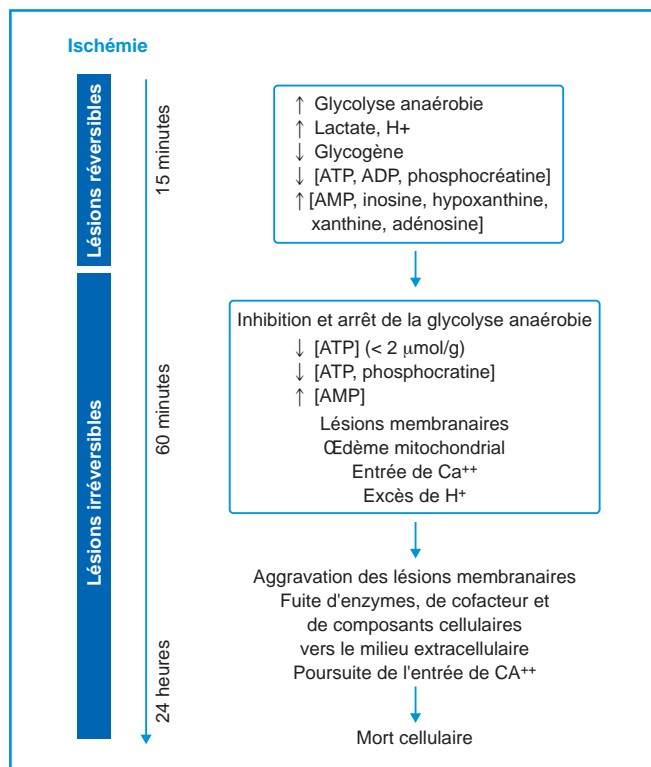 Ischémie
Lésions réversibles
15 minutes
↑ Glycolyse anaérobie
↑ Lactate, H+
↓ Glycogène
↓ [ATP, ADP, phosphocréatine]
↑ [AMP, inosine, hypoxanthine,
xanthine, adénosine]
Lésions irréversibles
60 minutes
Inhibition et arrêt de la glycolyse anaérobie
↓ [ATP] (< 2 µmol/g)
↓ [ATP, phosphocratine]
↑ [AMP]
Lésions membranaires
Œdème mitochondrial
Entrée de Ca⁺⁺
Excès de H⁺
24 heures
Aggravation des lésions membranaires
Fuite d'enzymes, de cofacteur et
de composants cellulaires
vers le milieu extracellulaire
Poursuite de l'entrée de CA⁺⁺
Mort cellulaire